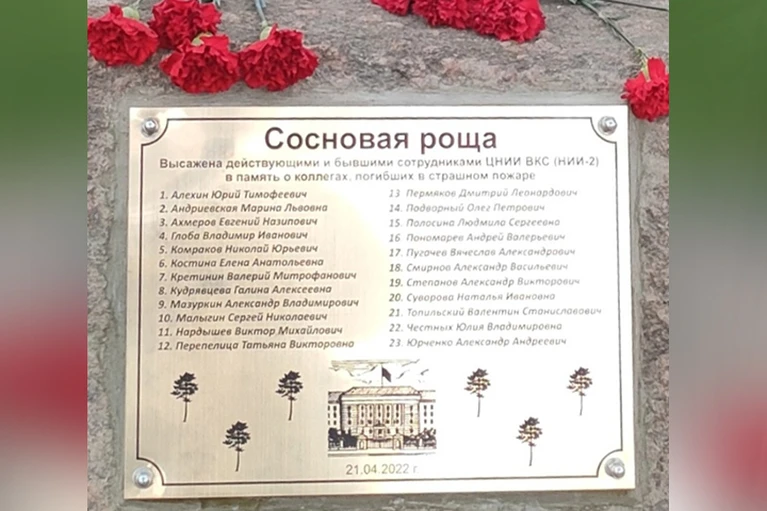 Сосновая роща
Высажена действующими и бывшими сотрудниками ЦНИИ ВКС (НИИ-2)
в память о коллегах, погибших в страшном пожаре
1. Алехин Юрий Тимофеевич
2. Андриевская Марина Львовна
3. Ахмеров Евгений Назипович
4. Глоба Владимир Иванович
5. Комраков Николай Юрьевич
6. Костина Елена Анатольевна
7. Кретинин Валерий Митрофанович
8. Кудрявцева Галина Алексеевна
9. Мазуркин Александр Владимирович
10. Малыгин Сергей Николаевич
11. Нардышев Виктор Михайлович
12. Перепелица Татьяна Викторовна
13 Пермяков Дмитрий Леонардович
14. Подворный Олег Петрович
15. Полосина Людмила Сергеевна
16 Пономарев Андрей Валерьевич
17. Пугачев Вячеслав Александрович
18. Смирнов Александр Васильевич
19. Степанов Александр Викторович
20. Суворова Наталья Ивановна
21. Топильский Валентин Станиславович
22. Честных Юлия Владимировна
23. Юрченко Александр Андреевич
21.04.2022 г.